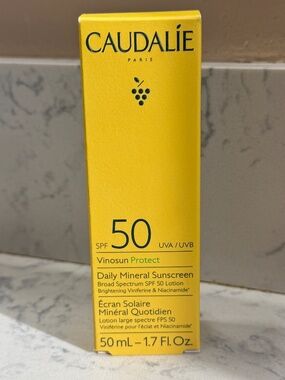 CAUDALÍE
PARIS
SPF 50 UVA / UVB
Vinosun Protect
Daily Mineral Sunscreen
Broad Spectrum SPF 50 Lotion
Brightening Viniferine & Niacinamide*
Écran Solaire
Minéral Quotidien
Lotion large spectre FPS 50
Viniférine pour l'éclat et Niacinamide*
50 mL – 1.7 Fl. Oz.